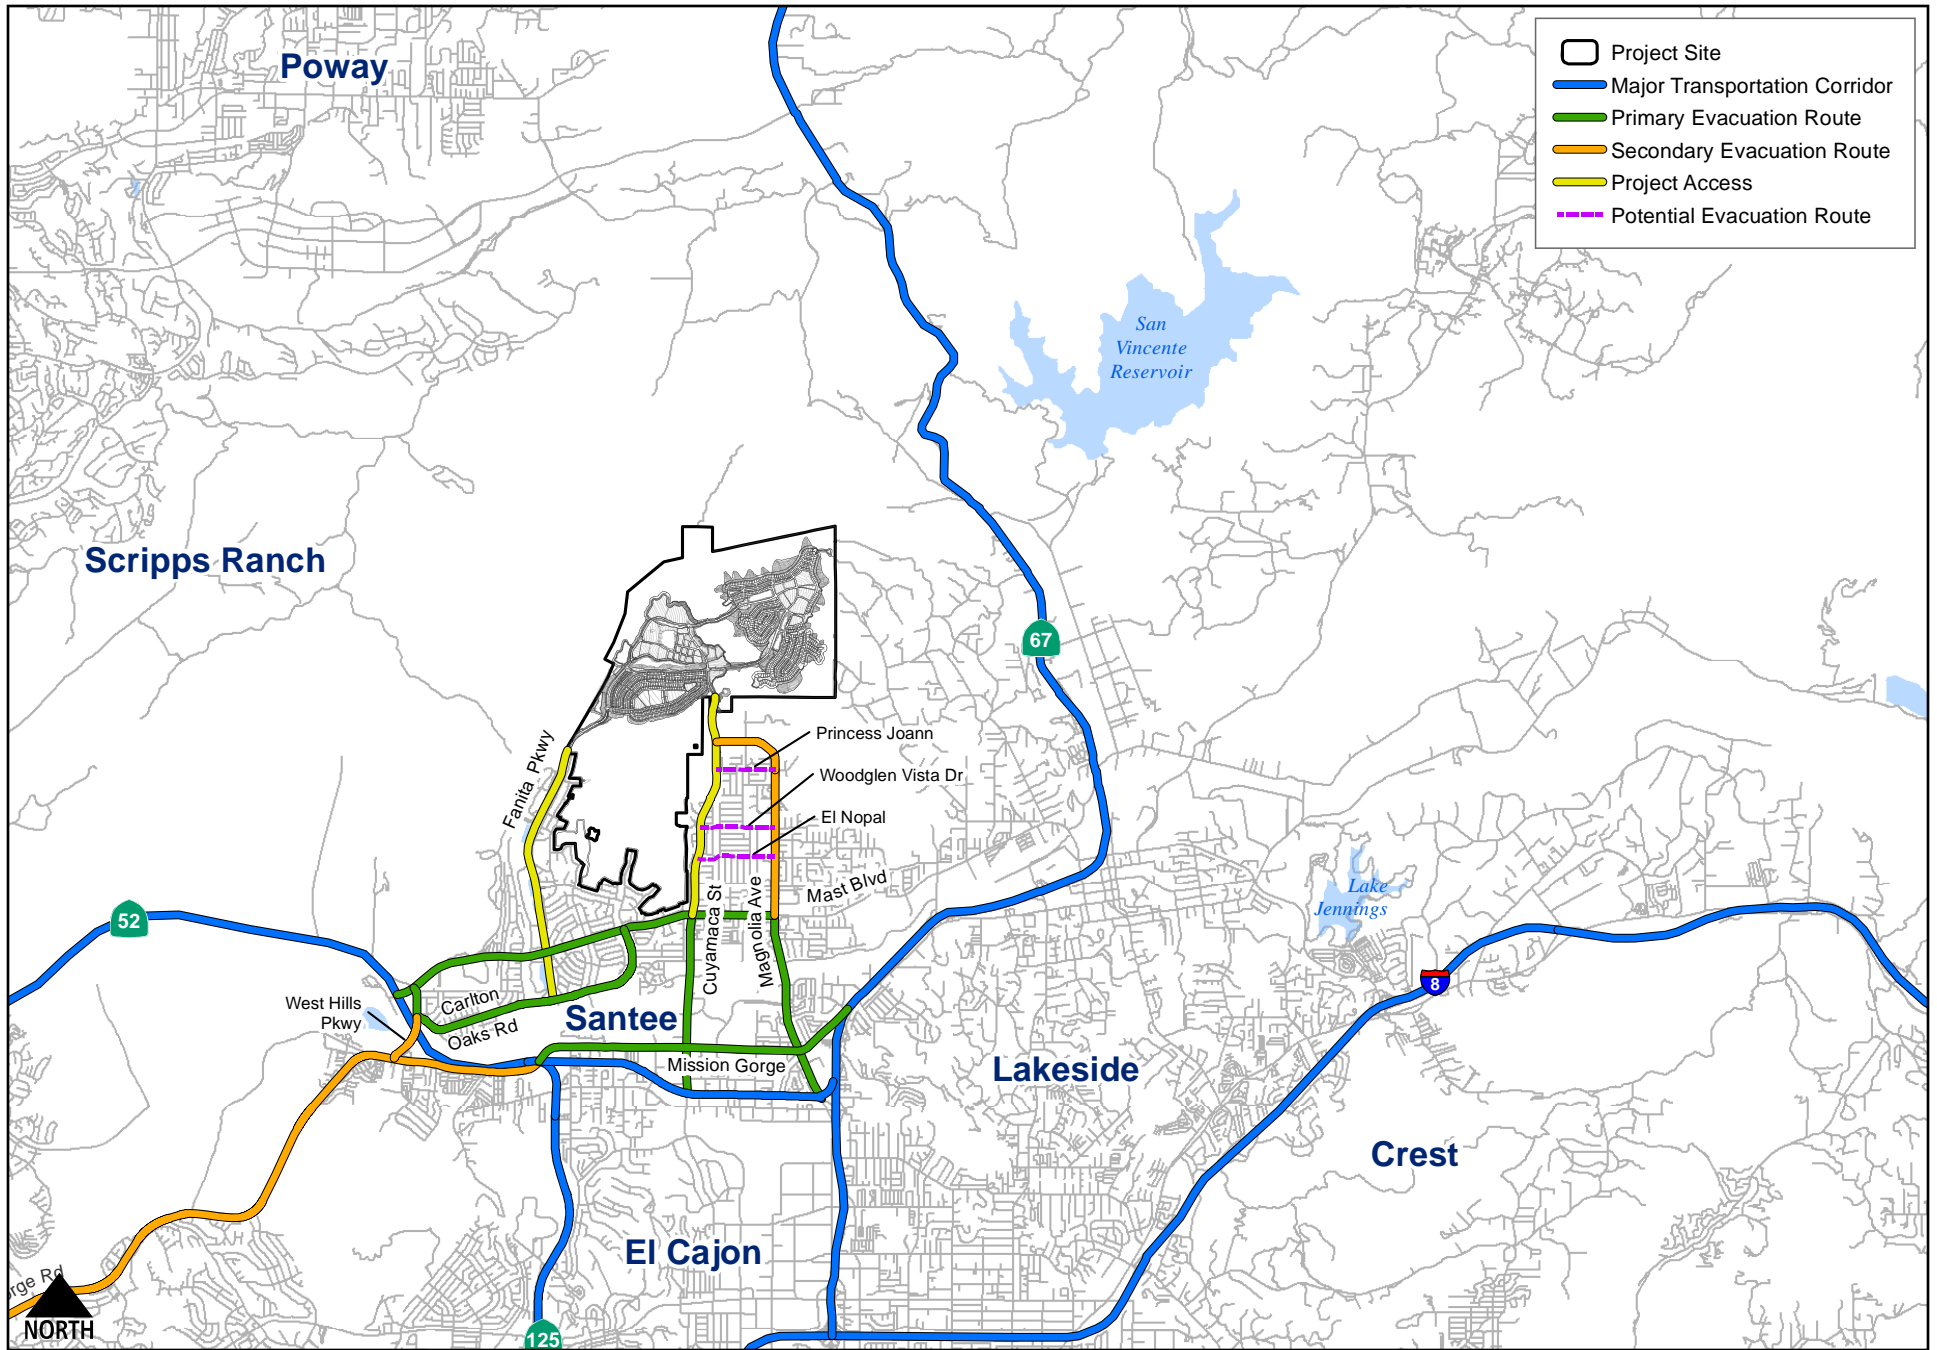 Poway
Project Site
Major Transportation Corridor
Primary Evacuation Route
Secondary Evacuation Route
Project Access
Potential Evacuation Route
San
Vincente
Reservoir
Scripps Ranch
67
Princess Joann
Woodglen Vista Dr
El Nopal
Fanita Pkwy
Mast Blvd
Cuyamaca St
Magnolia Ave
Lake
Jennings
52
8
West Hills
Pkwy
Carlton
Oaks Rd
Santee
Mission Gorge
Lakeside
Crest
El Cajon
orge Rd
NORTH
125